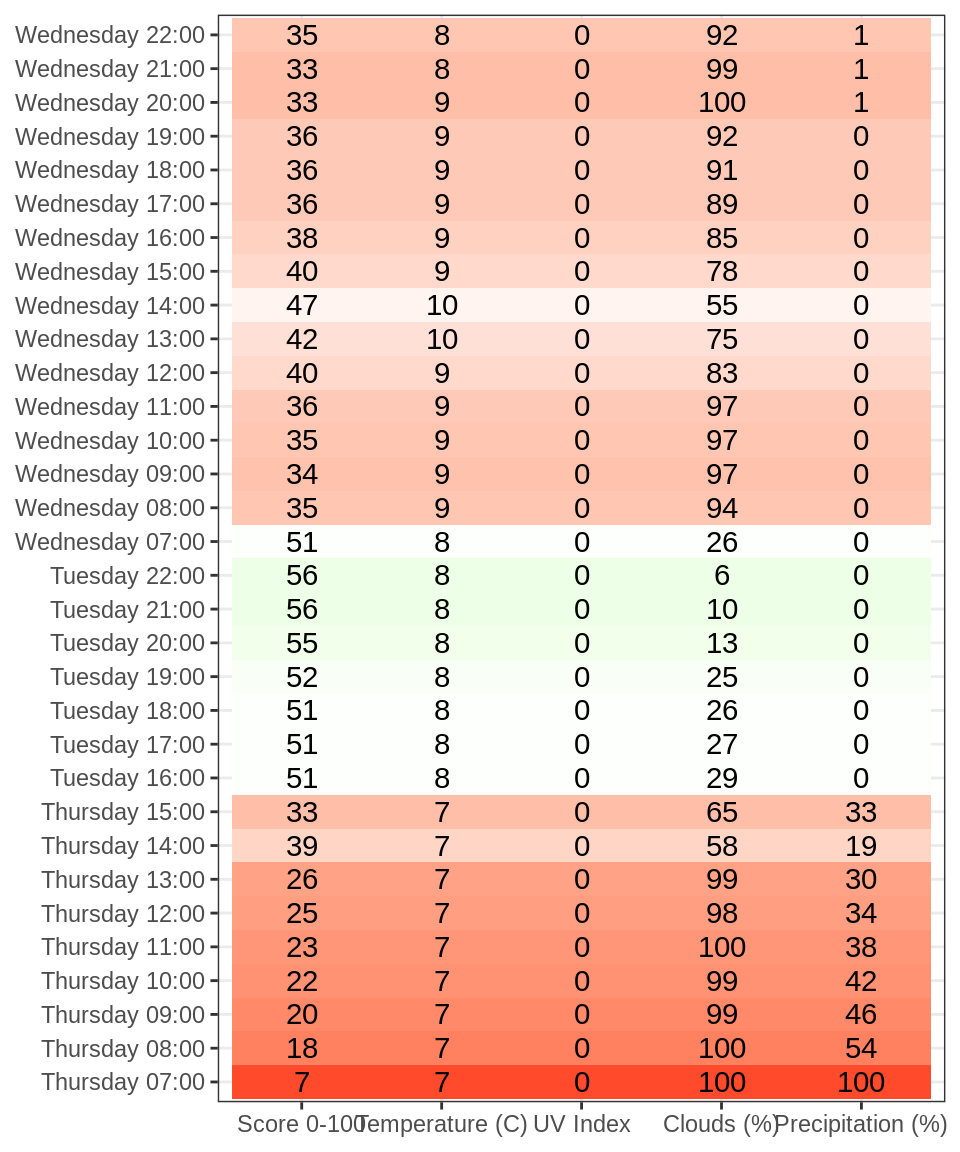 Wednesday 22:00 35 8 0 92 1
Wednesday 21:00 33 8 0 99 1
Wednesday 20:00 33 9 0 100 1
Wednesday 19:00 36 9 0 92 0
Wednesday 18:00 36 9 0 91 0
Wednesday 17:00 36 9 0 89 0
Wednesday 16:00 38 9 0 85 0
Wednesday 15:00 40 9 0 78 0
Wednesday 14:00 47 10 0 55 0
Wednesday 13:00 42 10 0 75 0
Wednesday 12:00 40 9 0 83 0
Wednesday 11:00 36 9 0 97 0
Wednesday 10:00 35 9 0 97 0
Wednesday 09:00 34 9 0 97 0
Wednesday 08:00 35 9 0 94 0
Wednesday 07:00 51 8 0 26 0
Tuesday 22:00 56 8 0 6 0
Tuesday 21:00 56 8 0 10 0
Tuesday 20:00 55 8 0 13 0
Tuesday 19:00 52 8 0 25 0
Tuesday 18:00 51 8 0 26 0
Tuesday 17:00 51 8 0 27 0
Tuesday 16:00 51 8 0 29 0
Thursday 15:00 33 7 0 65 33
Thursday 14:00 39 7 0 58 19
Thursday 13:00 26 7 0 99 30
Thursday 12:00 25 7 0 98 34
Thursday 11:00 23 7 0 100 38
Thursday 10:00 22 7 0 99 42
Thursday 09:00 20 7 0 99 46
Thursday 08:00 18 7 0 100 54
Thursday 07:00 7 7 0 100 100
Score 0-100 Temperature (C) UV Index Clouds (%) Precipitation (%)